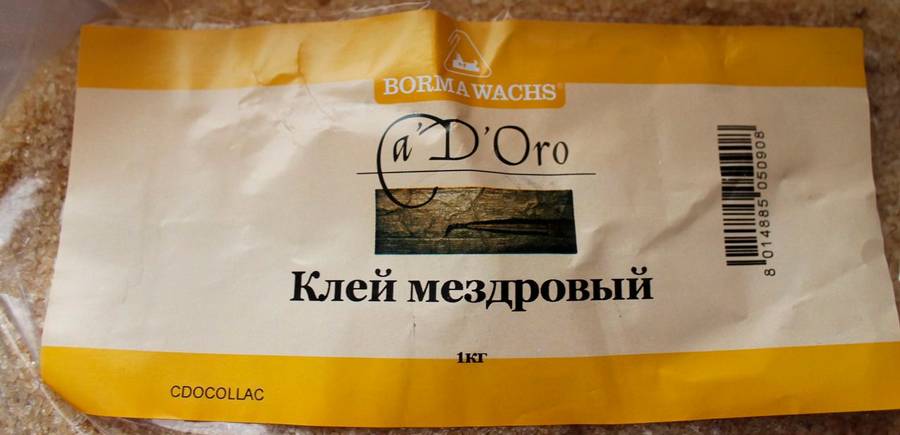 BORMA WACHS
Ca'D'Oro
Клей мездровый
1кг
CDOCOLLAC
8 014885 050908